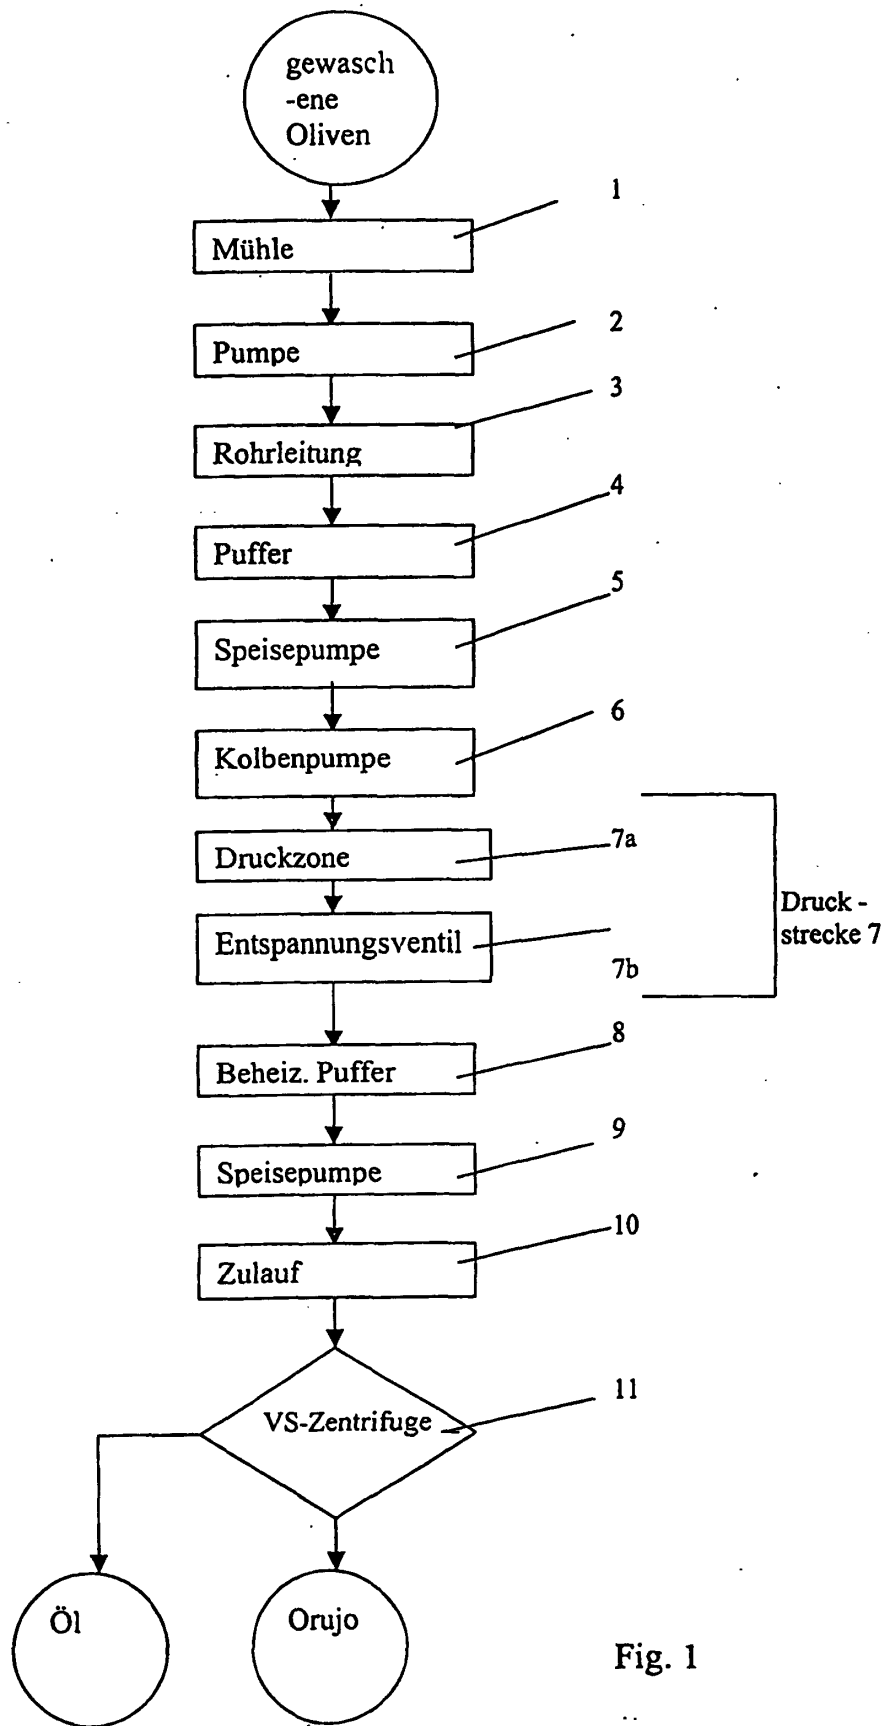 gewasch
-ene
Oliven
1
Mühle
2
Pumpe
3
Rohrleitung
4
Puffer
5
Speisepumpe
6
Kolbenpumpe
7a
Druckzone
Entspannungsventil
7b
Druck -
strecke 7
8
Beheiz. Puffer
9
Speisepumpe
10
Zulauf
11
VS-Zentrifuge
Öl
Orujo
Fig. 1